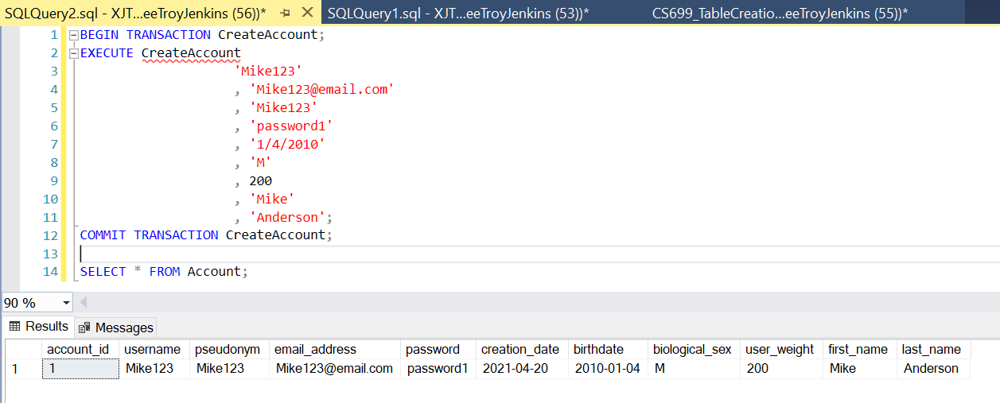 SQLQuery2.sql - XJT...eeTroyJenkins (56))* SQLQuery1.sql - XJT...eeTroyJenkins (53))* CS699_TableCreatio...eeTroyJenkins (55))*
1 BEGIN TRANSACTION CreateAccount;
2 EXECUTE CreateAccount
3 'Mike123'
4 , 'Mike123@email.com'
5 , 'Mike123'
6 , 'password1'
7 , '1/4/2010'
8 , 'M'
9 , 200
10 , 'Mike'
11 , 'Anderson';
12 COMMIT TRANSACTION CreateAccount;
13
14 SELECT * FROM Account;
90 %
Results Messages
account_id username pseudonym email_address password creation_date birthdate biological_sex user_weight first_name last_name
1 1 Mike123 Mike123 Mike123@email.com password1 2021-04-20 2010-01-04 M 200 Mike Anderson